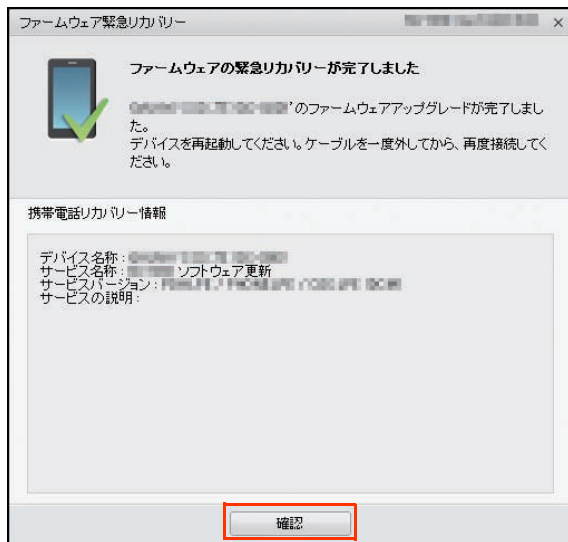 ファームウェア緊急リカバリー
ファームウェアの緊急リカバリーが完了しました
'のファームウェアアップグレードが完了しまし
た。
デバイスを再起動してください。ケーブルを一度外してから、再度接続してく
ださい。
携帯電話リカバリー情報
デバイス名称 :
サービス名称 : ソフトウェア更新
サービスバージョン :
サービスの説明 :
確認